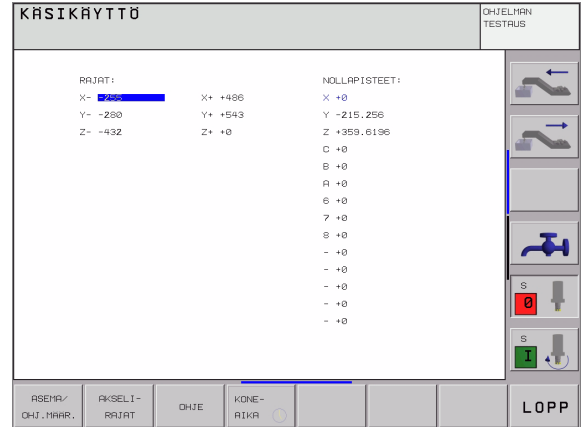 KÄSIKÄYTTÖ
OHJELMAN
TESTAUS
RAJAT:
X- -255 X+ +486
Y- -280 Y+ +543
Z- -432 Z+ +0
NOLLAPISTEET:
X +0
Y -215.256
Z +359.6196
C +0
B +0
A +0
6 +0
7 +0
8 +0
- +0
- +0
- +0
- +0
- +0
S
0
S
I
ASEMA/
OHJ.MÄÄR.
AKSELI-
RAJAT
OHJE
KONE-
AIKA
LOPP